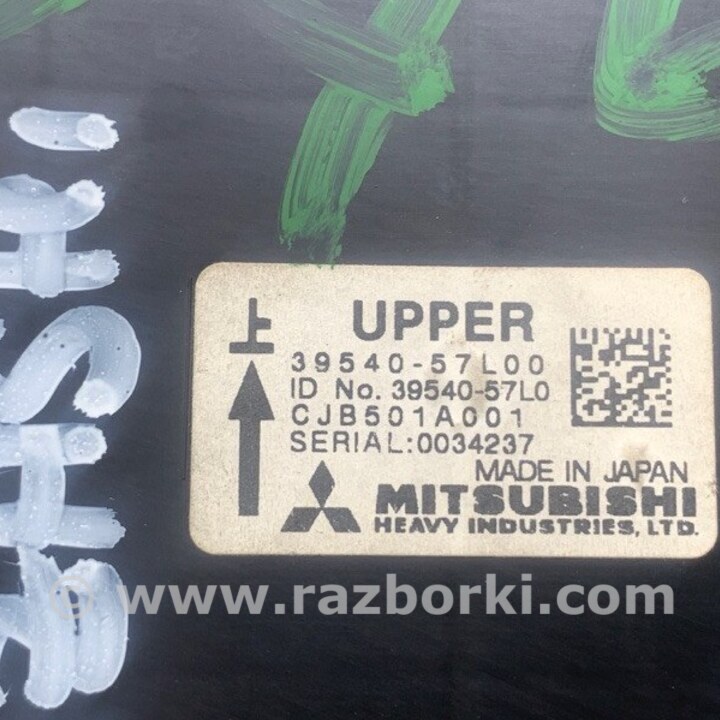 上 UPPER
39540-57L00
ID No. 39540-57L0
CJB501A001
SERIAL:0034237
MADE IN JAPAN
MITSUBISHI
HEAVY INDUSTRIES, LTD.
© www.razborki.com